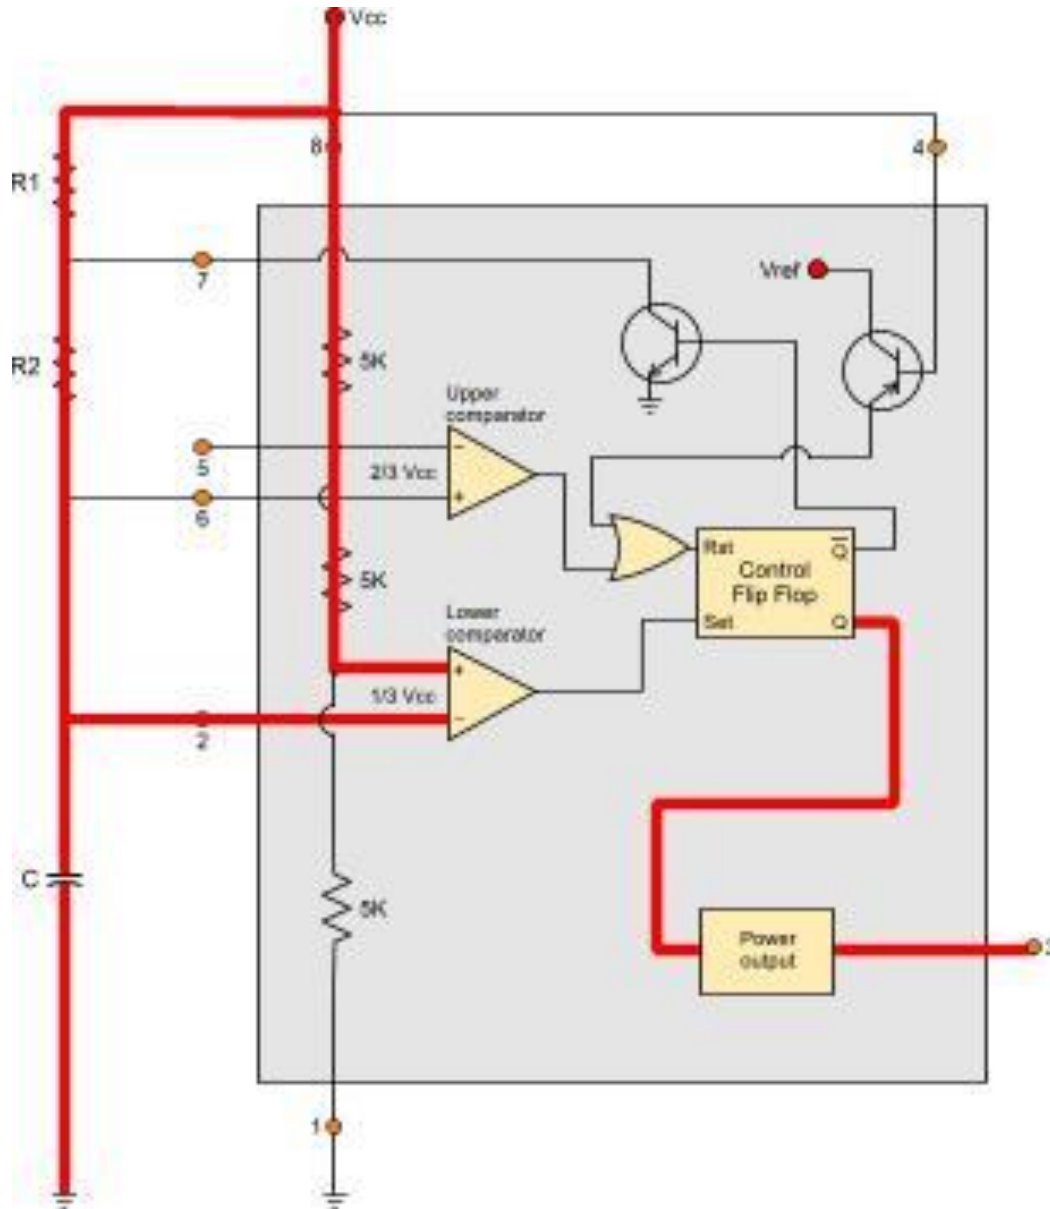 Vcc
8
4
R1
7
Vref
R2
5K
Upper
comparator
5
2/3 Vcc
−
+
6
5K
Rst
Q
Control
Flip Flop
Set
Q
Lower
comparator
+
1/3 Vcc
−
2
C
5K
Power
output
1